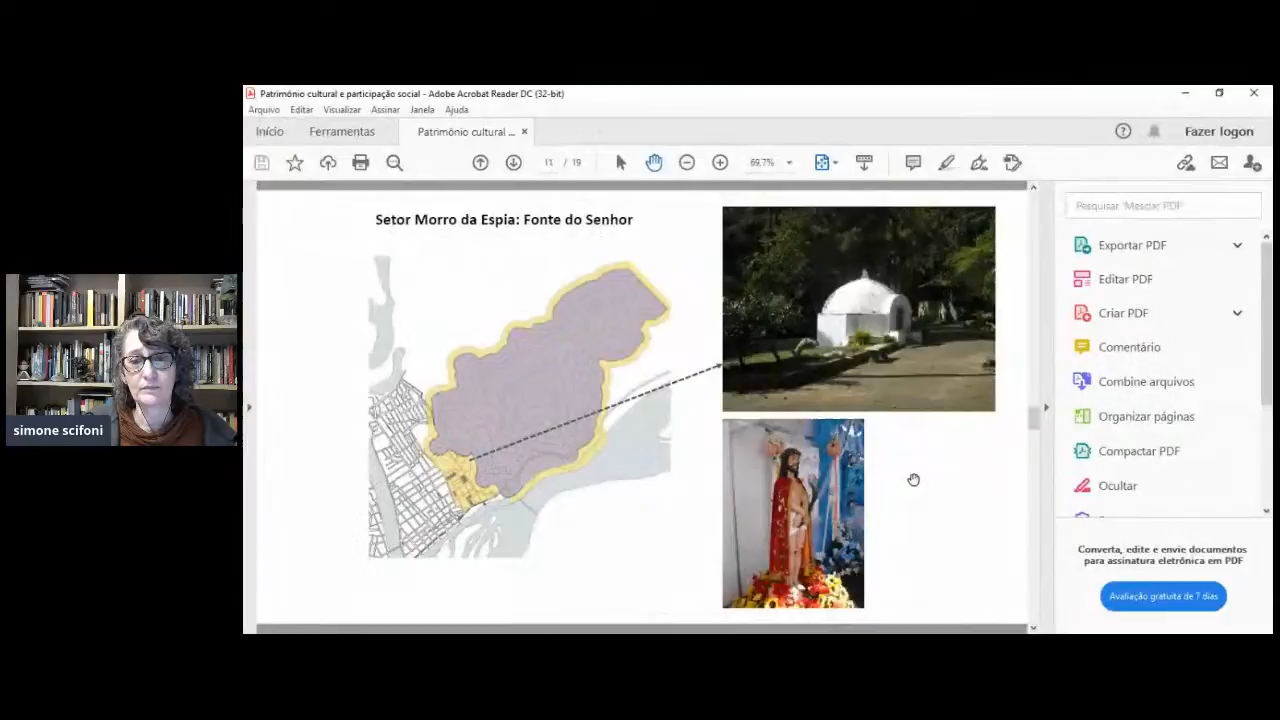 Patrimônio cultural e participação social - Adobe Acrobat Reader DC (32-bit)
Arquivo Editar Visualizar Assinar Janela Ajuda
Início Ferramentas Patrimônio cultural ... ×
Fazer logon
11 / 19
69,7%
Setor Morro da Espia: Fonte do Senhor
simone scifoni
Pesquisar 'Mesclar PDF'
Exportar PDF
Editar PDF
Criar PDF
Comentário
Combine arquivos
Organizar páginas
Compactar PDF
Ocultar
Converta, edite e envie documentos
para assinatura eletrônica em PDF
Avaliação gratuita de 7 dias